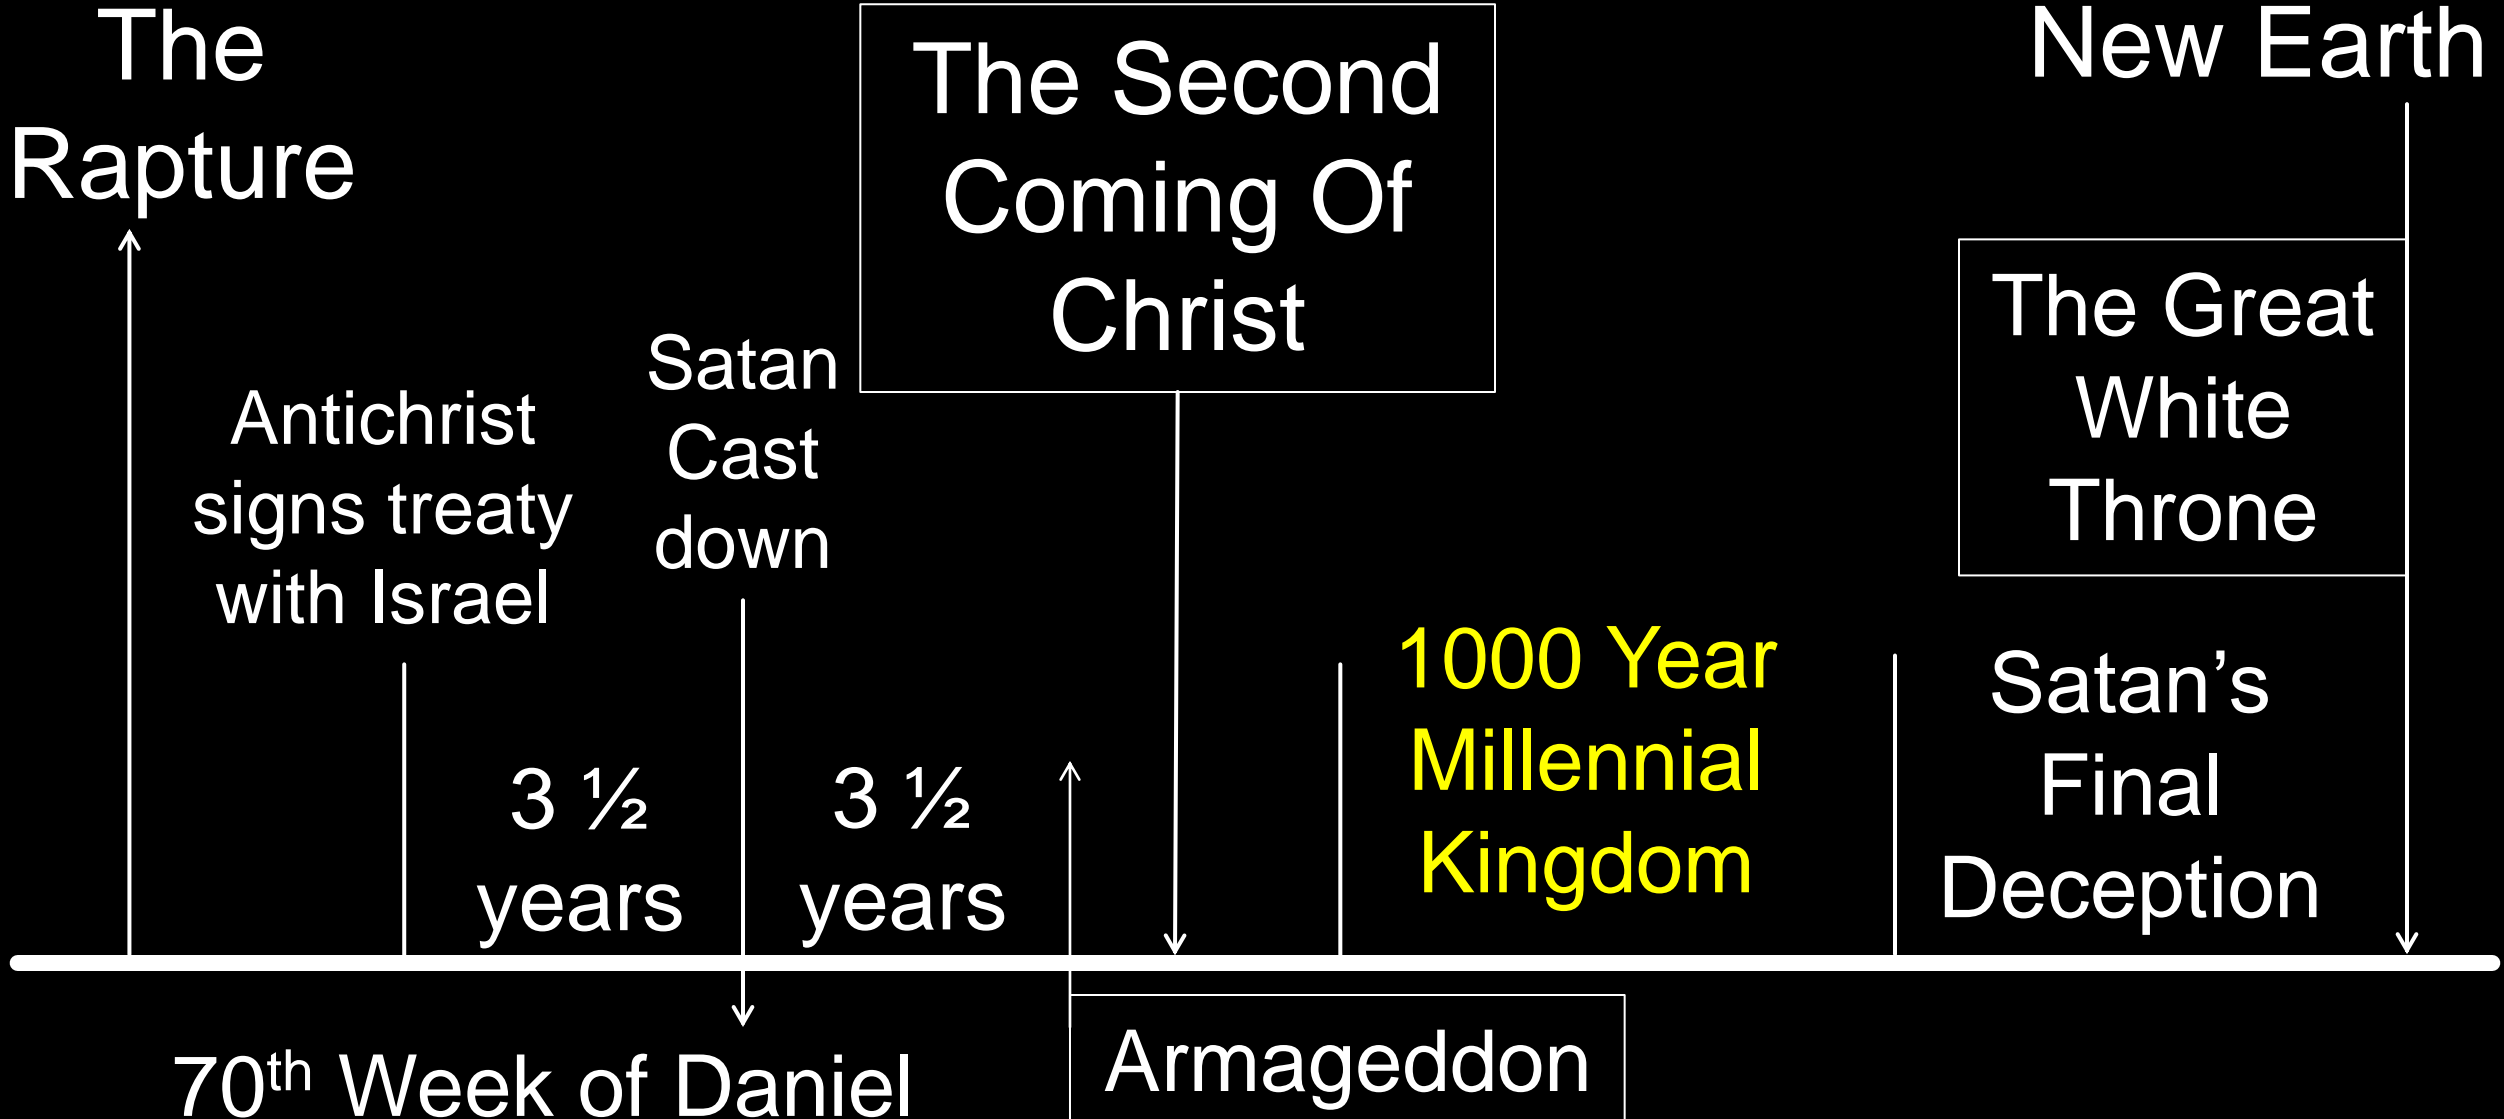 The
Rapture
Antichrist
signs treaty
with Israel
Satan
Cast
down
The Second
Coming Of
Christ
New Earth
The Great
White
Throne
3 ½
years
3 ½
years
1000 Year
Millennial
Kingdom
Satan’s
Final
Deception
70th Week of Daniel
Armageddon